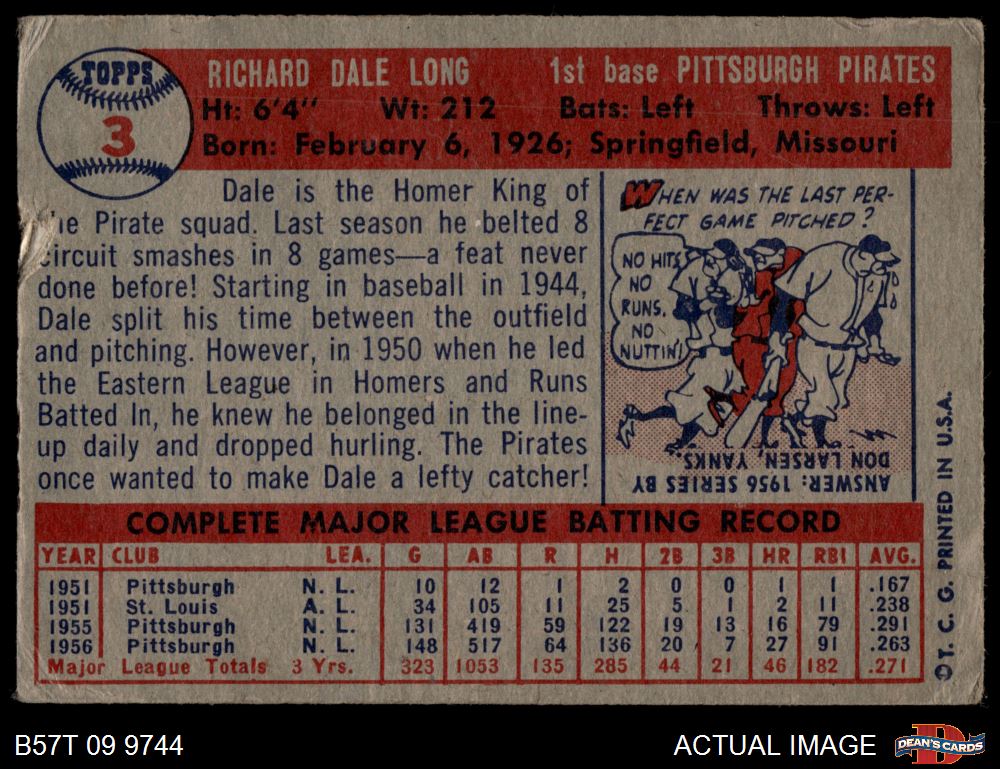 TOPPS
3
RICHARD DALE LONG 1st base PITTSBURGH PIRATES
Ht: 6'4" Wt: 212 Bats: Left Throws: Left
Born: February 6, 1926; Springfield, Missouri
Dale is the Homer King of
the Pirate squad. Last season he belted 8
circuit smashes in 8 games—a feat never
done before! Starting in baseball in 1944,
Dale split his time between the outfield
and pitching. However, in 1950 when he led
the Eastern League in Homers and Runs
Batted In, he knew he belonged in the line-
up daily and dropped hurling. The Pirates
once wanted to make Dale a lefty catcher!
WHEN WAS THE LAST PER-
FECT GAME PITCHED?
NO HITS
NO
RUNS,
NO
NUTTIN'!
ANSWER: 1956 SERIES BY
DON LARSEN, YANKS.
COMPLETE MAJOR LEAGUE BATTING RECORD
YEAR CLUB LEA. G AB R H 2B 3B HR RBI AVG.
1951 Pittsburgh N. L. 10 12 1 2 0 0 1 1 .167
1951 St. Louis A. L. 34 105 11 25 5 1 2 11 .238
1955 Pittsburgh N. L. 131 419 59 122 19 13 16 79 .291
1956 Pittsburgh N. L. 148 517 64 136 20 7 27 91 .263
Major League Totals 3 Yrs. 323 1053 135 285 44 21 46 182 .271
©T. C. G. PRINTED IN U.S.A.
B57T 09 9744
ACTUAL IMAGE
DEAN'S CARDS